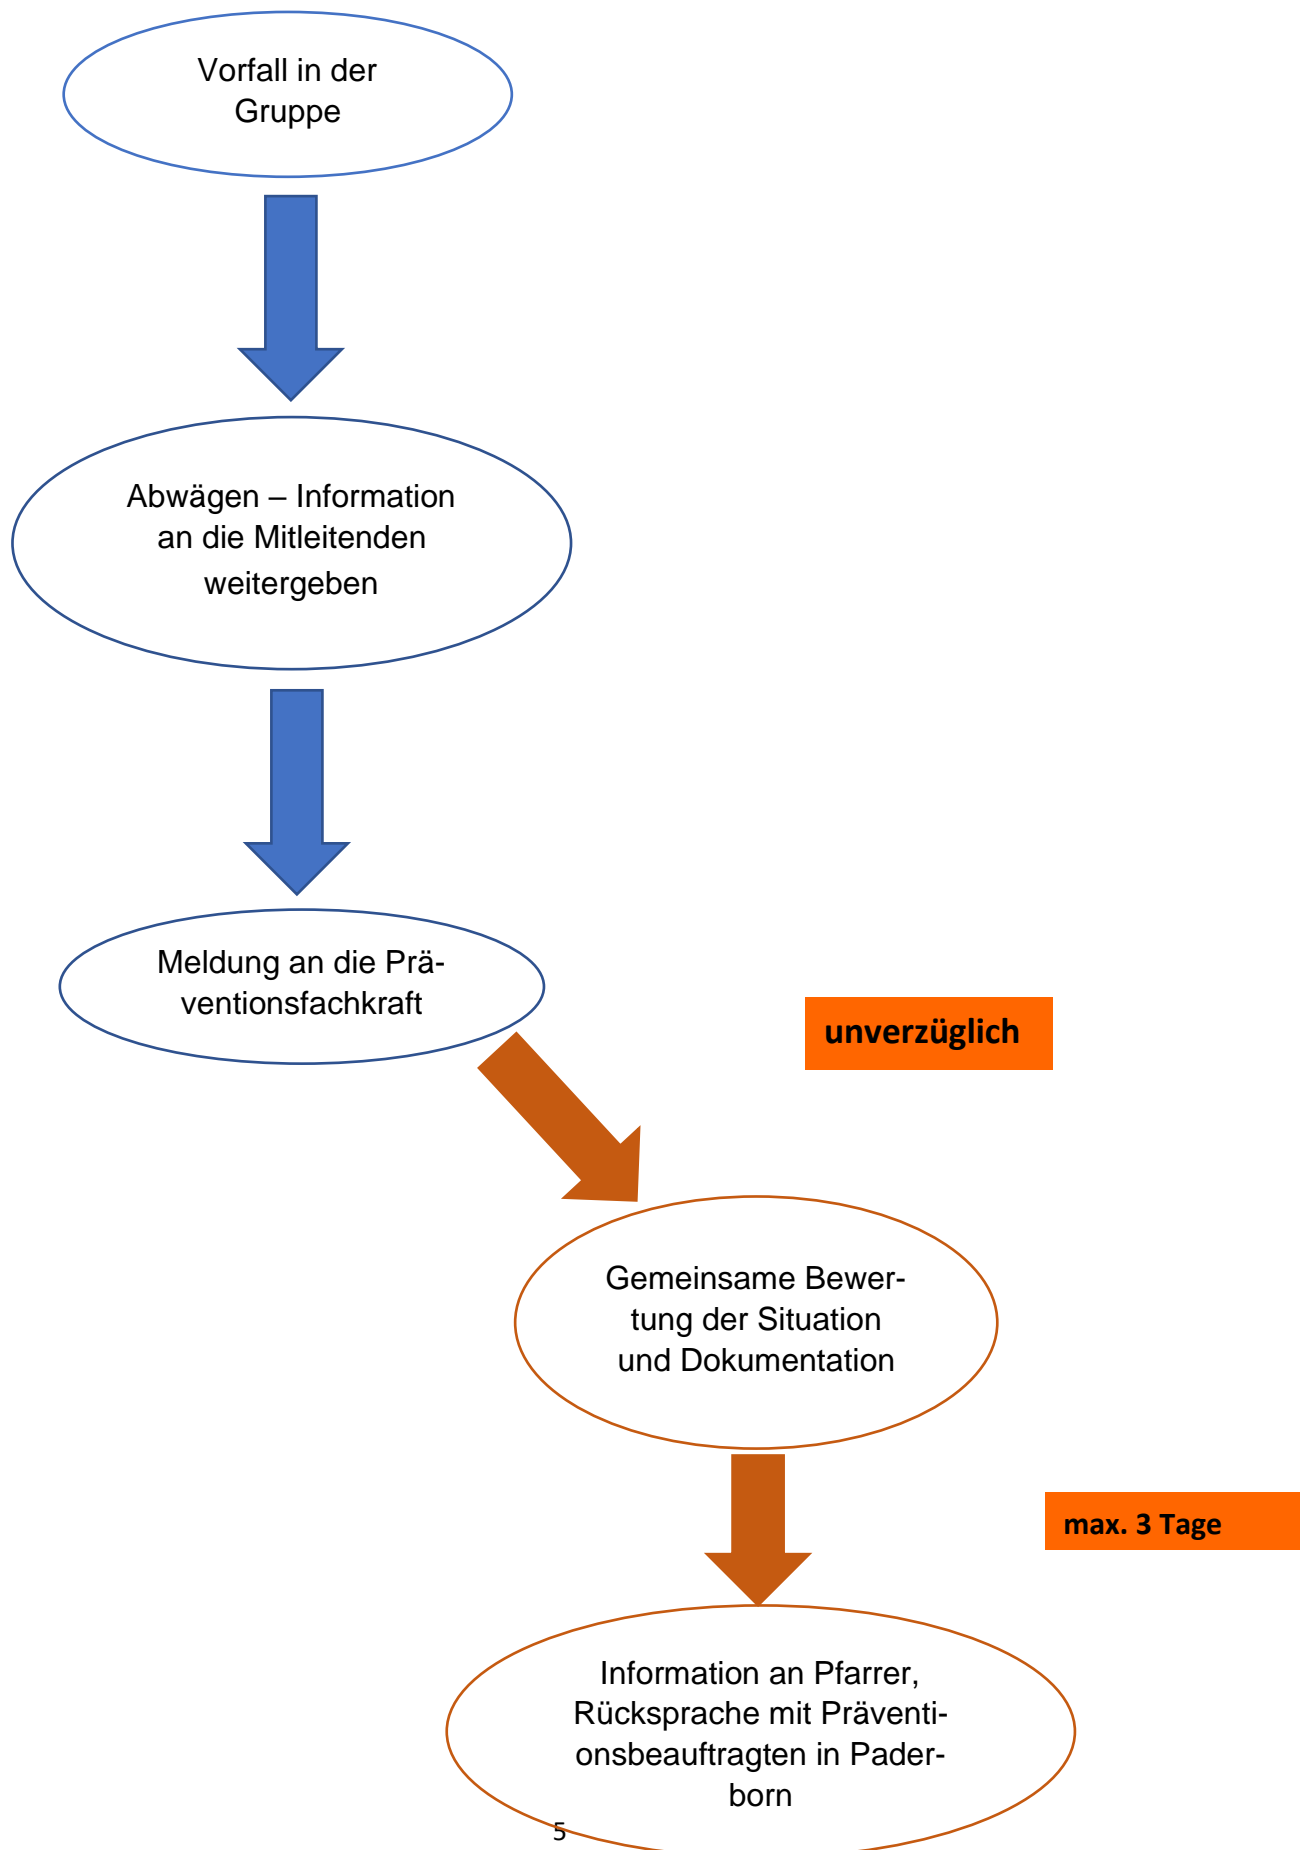 Vorfall in der
Gruppe
Abwägen – Information
an die Mitleitenden
weitergeben
Meldung an die Prä-
ventionsfachkraft
unverzüglich
Gemeinsame Bewer-
tung der Situation
und Dokumentation
max. 3 Tage
Information an Pfarrer,
Rücksprache mit Präventi-
onsbeauftragten in Pader-
born
5